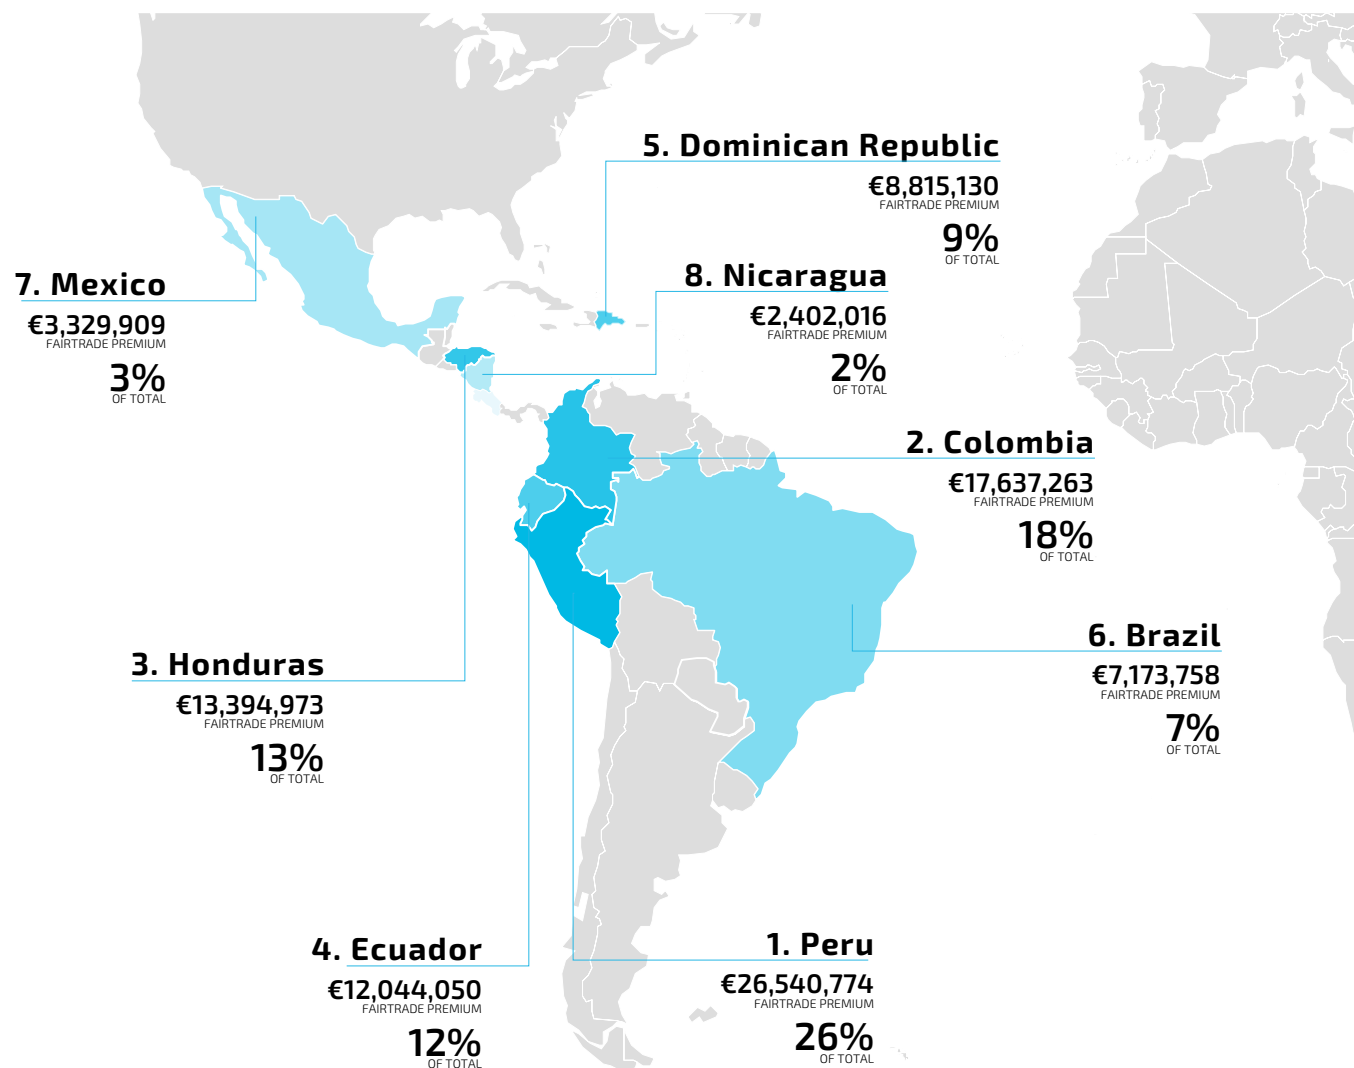 5. Dominican Republic
€8,815,130
FAIRTRADE PREMIUM
9%
OF TOTAL
7. Mexico
€3,329,909
FAIRTRADE PREMIUM
3%
OF TOTAL
8. Nicaragua
€2,402,016
FAIRTRADE PREMIUM
2%
OF TOTAL
2. Colombia
€17,637,263
FAIRTRADE PREMIUM
18%
OF TOTAL
6. Brazil
€7,173,758
FAIRTRADE PREMIUM
7%
OF TOTAL
3. Honduras
€13,394,973
FAIRTRADE PREMIUM
13%
OF TOTAL
4. Ecuador
€12,044,050
FAIRTRADE PREMIUM
12%
OF TOTAL
1. Peru
€26,540,774
FAIRTRADE PREMIUM
26%
OF TOTAL